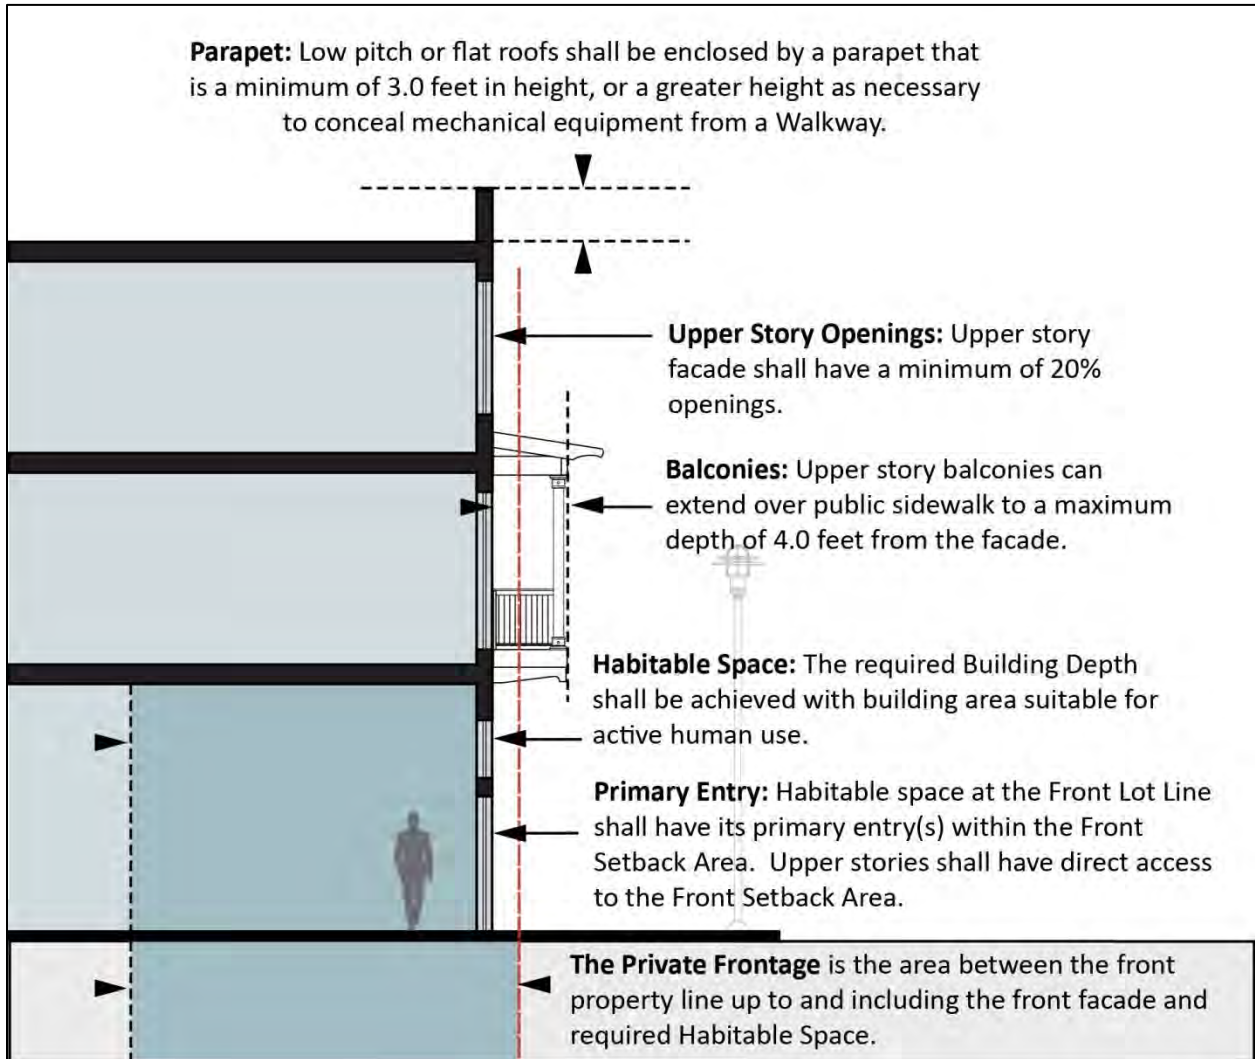 Parapet: Low pitch or flat roofs shall be enclosed by a parapet that
is a minimum of 3.0 feet in height, or a greater height as necessary
to conceal mechanical equipment from a Walkway.
Upper Story Openings: Upper story
facade shall have a minimum of 20%
openings.
Balconies: Upper story balconies can
extend over public sidewalk to a maximum
depth of 4.0 feet from the facade.
Habitable Space: The required Building Depth
shall be achieved with building area suitable for
active human use.
Primary Entry: Habitable space at the Front Lot Line
shall have its primary entry(s) within the Front
Setback Area. Upper stories shall have direct access
to the Front Setback Area.
The Private Frontage is the area between the front
property line up to and including the front facade and
required Habitable Space.